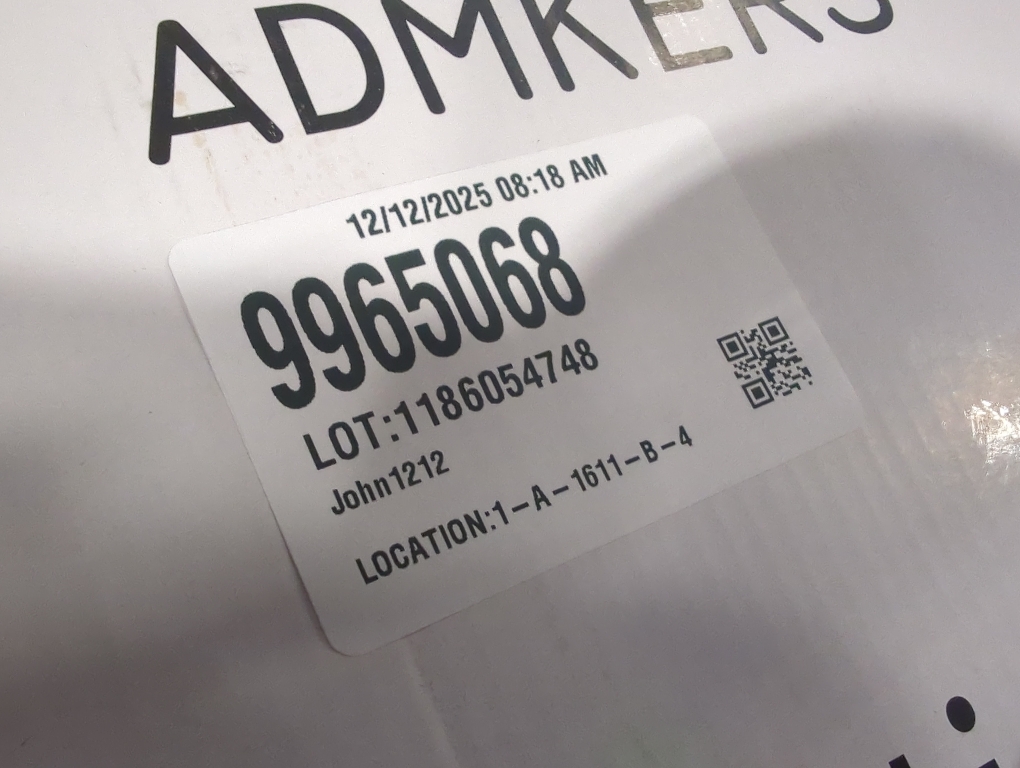 ADMKERS
12/12/2025 08:18 AM
9965068
LOT:1186054748
John1212
LOCATION:1-A-1611-B-4